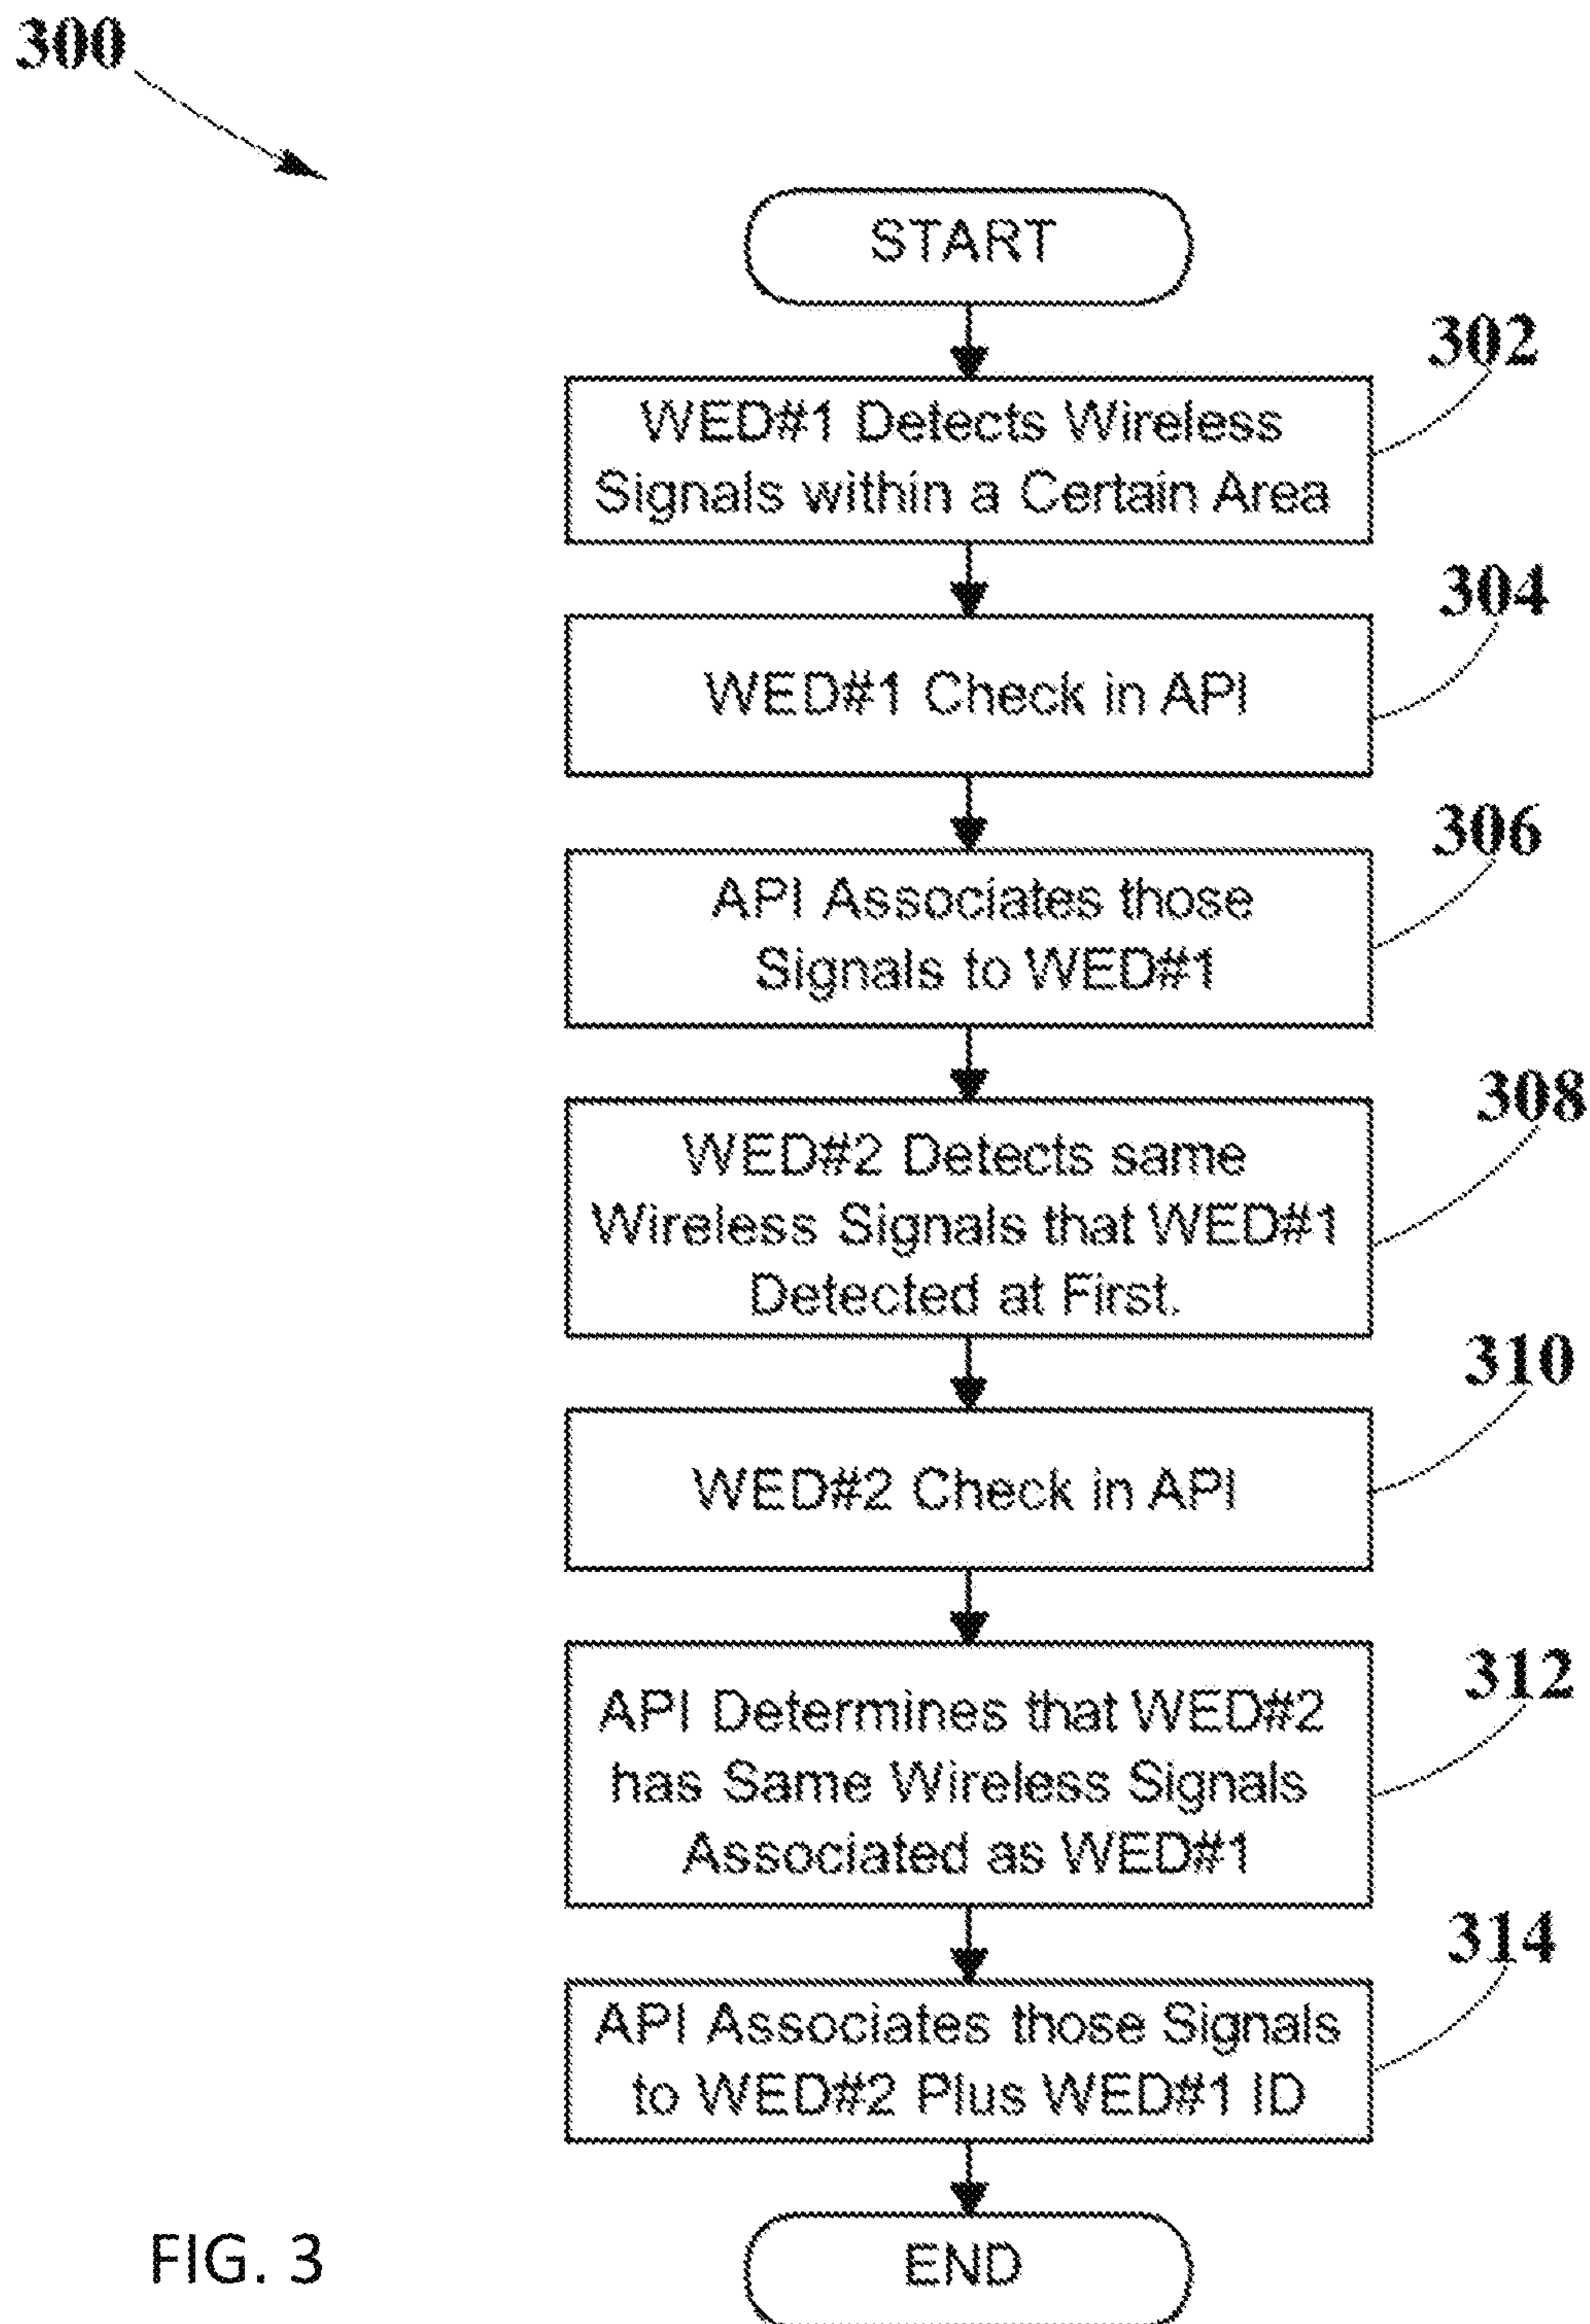 300
START
302
WED#1 Detects Wireless
Signals within a Certain Area
304
WED#1 Check in API
306
API Associates those
Signals to WED#1
308
WED#2 Detects same
Wireless Signals that WED#1
Detected at First.
310
WED#2 Check in API
312
API Determines that WED#2
has Same Wireless Signals
Associated as WED#1
314
API Associates those Signals
to WED#2 Plus WED#1 ID
END
FIG. 3